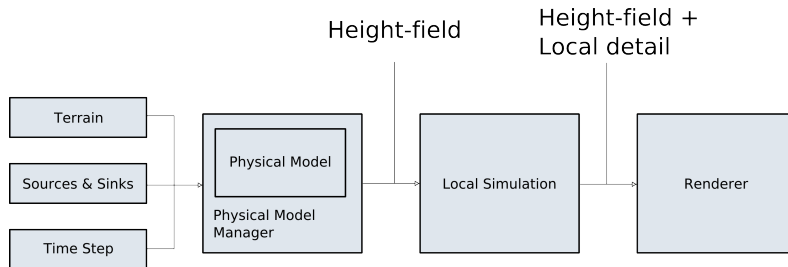 Height-field
Height-field +
Local detail
Terrain
Sources & Sinks
Time Step
Physical Model
Physical Model
Manager
Local Simulation
Renderer